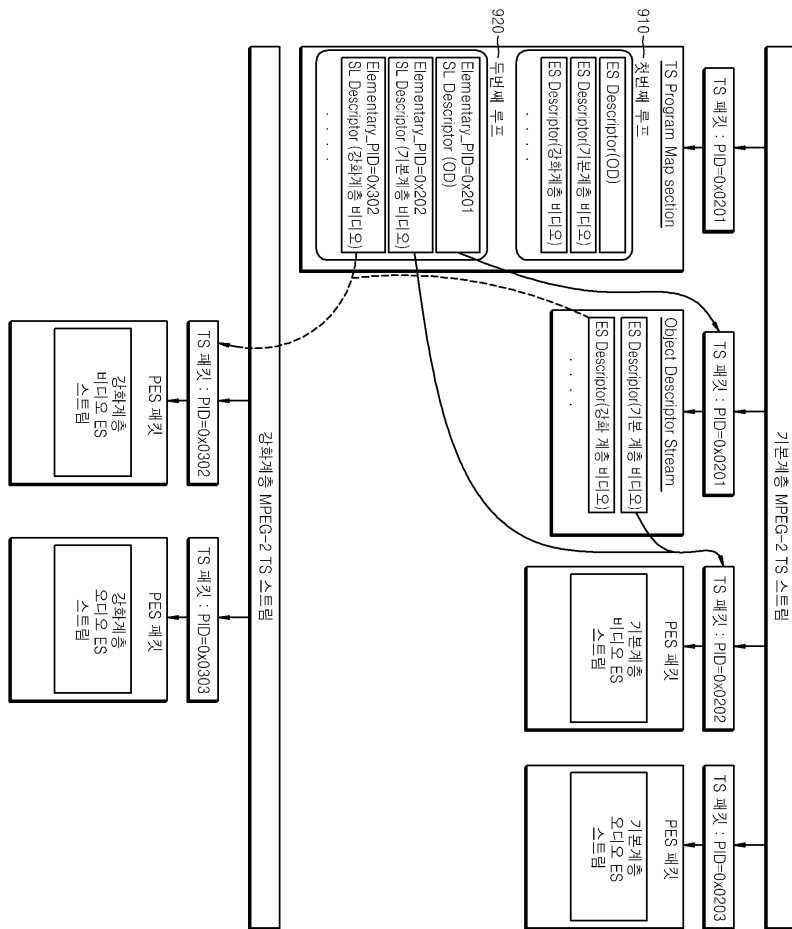 기본계층 MPEG-2 TS 스트림
TS 패킷 : PID=0x0201
TS Program Map section
910
첫번째 루프
ES Descriptor(OD)
ES Descriptor(기본계층 비디오)
ES Descriptor(강화계층 비디오)
. . . .
920
두번째 루프
Elementary_PID=0x201
SL Descriptor (OD)
Elementary_PID=0x202
SL Descriptor (기본계층 비디오)
Elementary_PID=0x302
SL Descriptor (강화계층 비디오)
. . . .
TS 패킷 : PID=0x0201
Object Descriptor Stream
ES Descriptor(기본 계층 비디오)
ES Descriptor(강화 계층 비디오)
. . . .
TS 패킷 : PID=0x0202
PES 패킷
기본계층
비디오 ES
스트림
TS 패킷 : PID=0x0203
PES 패킷
기본계층
오디오 ES
스트림
강화계층 MPEG-2 TS 스트림
TS 패킷 : PID=0x0302
PES 패킷
강화계층
비디오 ES
스트림
TS 패킷 : PID=0x0303
PES 패킷
강화계층
오디오 ES
스트림